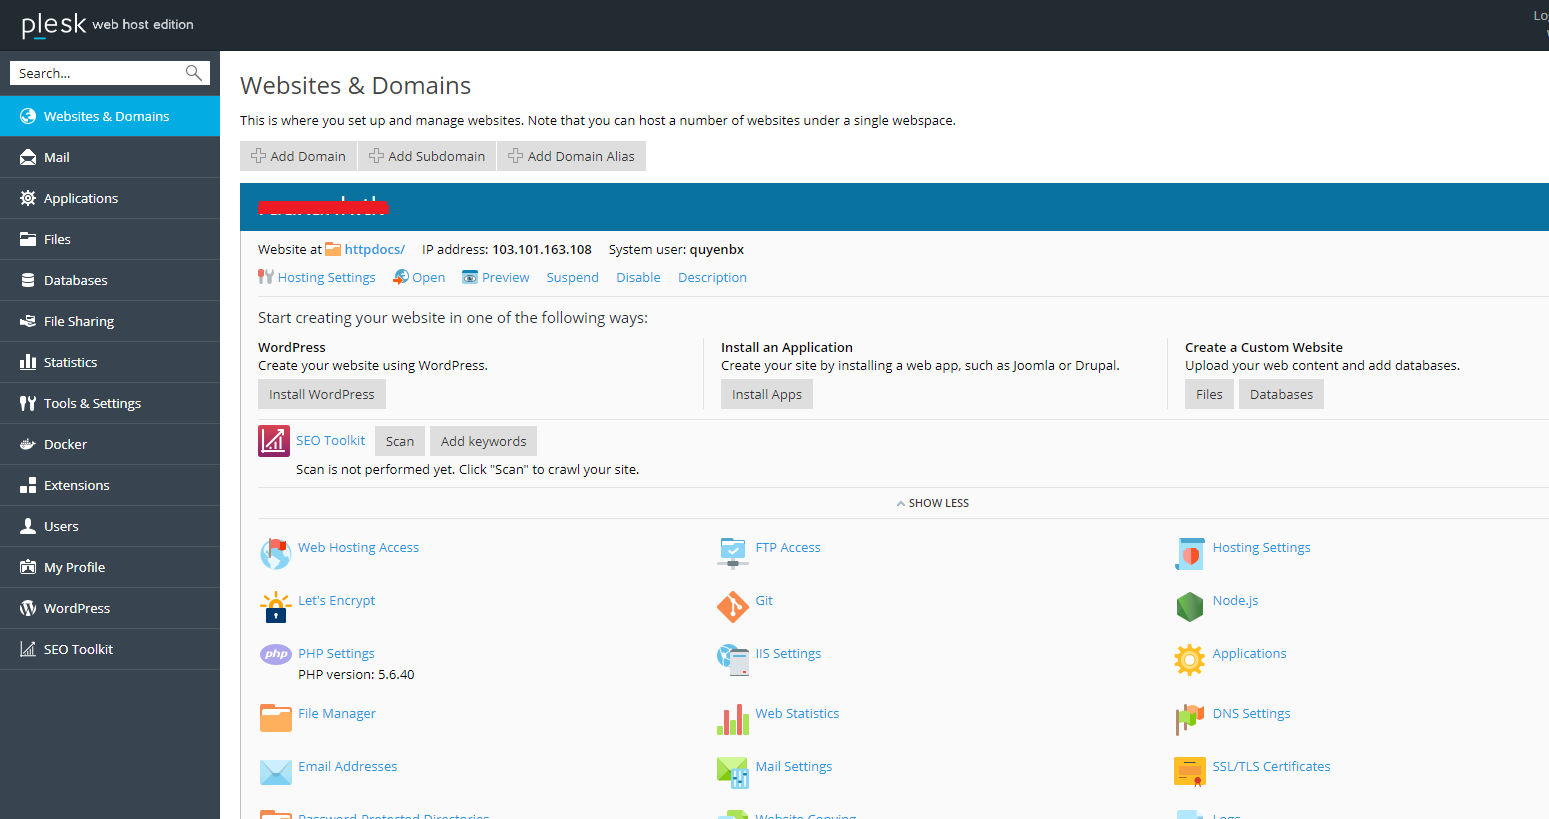 plesk web host edition
Search...
Websites & Domains
Mail
Applications
Files
Databases
File Sharing
Statistics
Tools & Settings
Docker
Extensions
Users
My Profile
WordPress
SEO Toolkit
Websites & Domains
This is where you set up and manage websites. Note that you can host a number of websites under a single webspace.
Add Domain Add Subdomain Add Domain Alias
Website at httpdocs/ IP address: 103.101.163.108 System user: quyenbx
Hosting Settings Open Preview Suspend Disable Description
Start creating your website in one of the following ways:
WordPress
Create your website using WordPress.
Install WordPress
Install an Application
Create your site by installing a web app, such as Joomla or Drupal.
Install Apps
Create a Custom Website
Upload your web content and add databases.
Files Databases
SEO Toolkit Scan Add keywords
Scan is not performed yet. Click "Scan" to crawl your site.
SHOW LESS
Web Hosting Access FTP Access Hosting Settings
Let's Encrypt Git Node.js
php PHP Settings IIS Settings Applications
PHP version: 5.6.40
File Manager Web Statistics DNS Settings
Email Addresses Mail Settings SSL/TLS Certificates
Password-Protected Directories Website Copying Logs